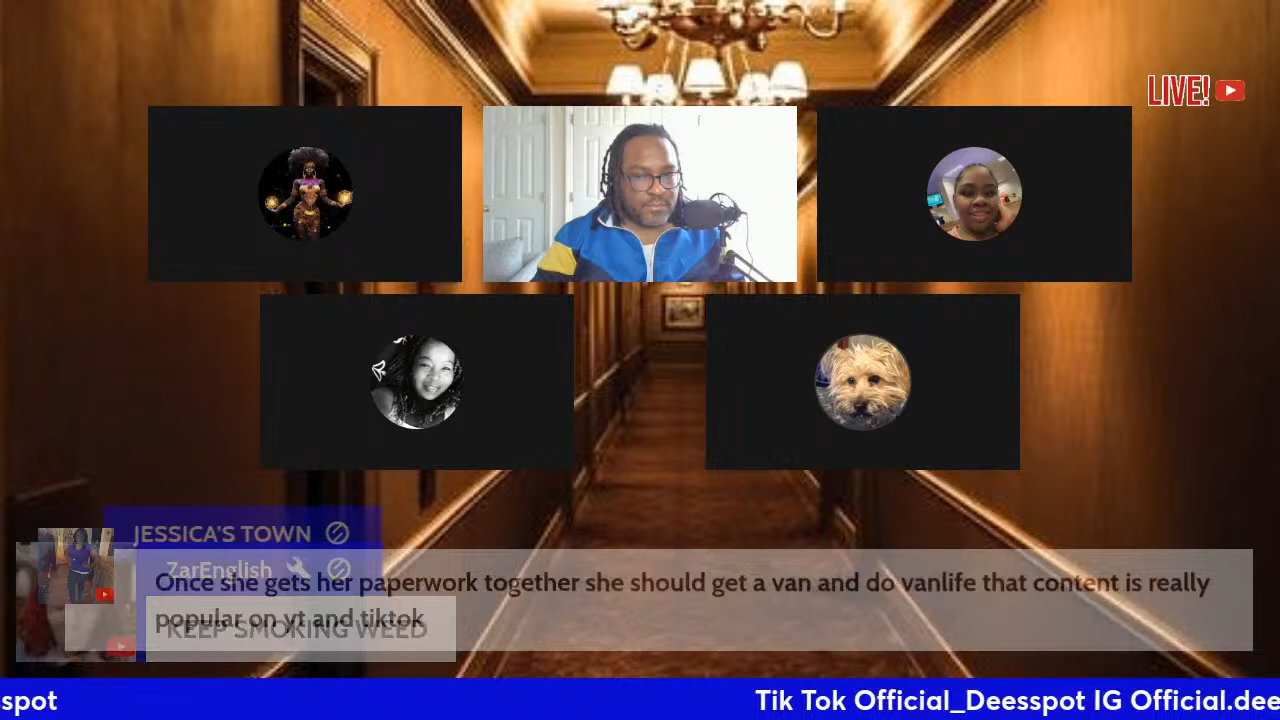 LIVE!
JESSICA'S TOWN
ZarEnglish
Once she gets her paperwork together she should get a van and do vanlife that content is really
popular on yt and tiktok
KEEP SMOKING WEED
spot
Tik Tok Official_Deesspot IG Official.dee